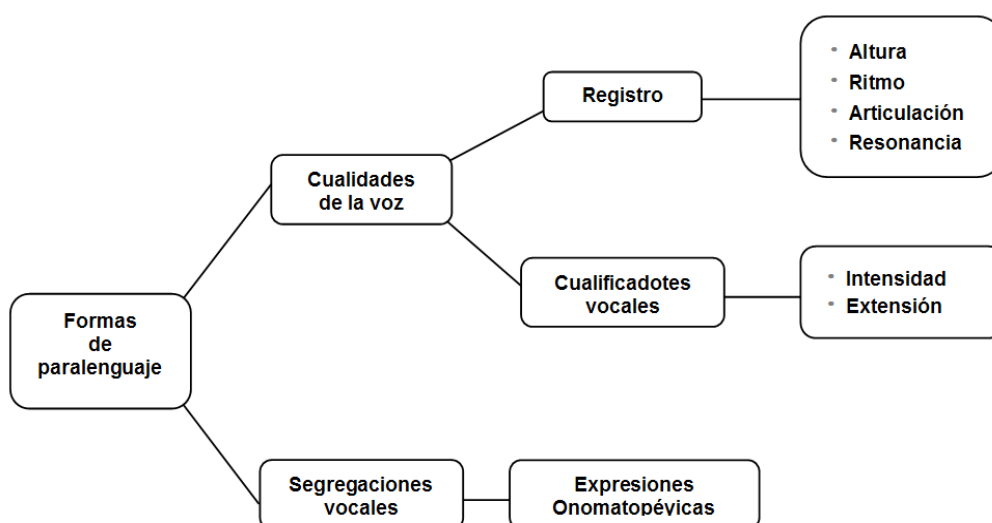 Formas
de
paralenguaje
Cualidades
de la voz
Registro
Altura
Ritmo
Articulación
Resonancia
Cualificadotes
vocales
Intensidad
Extensión
Segregaciones
vocales
Expresiones
Onomatopévicas